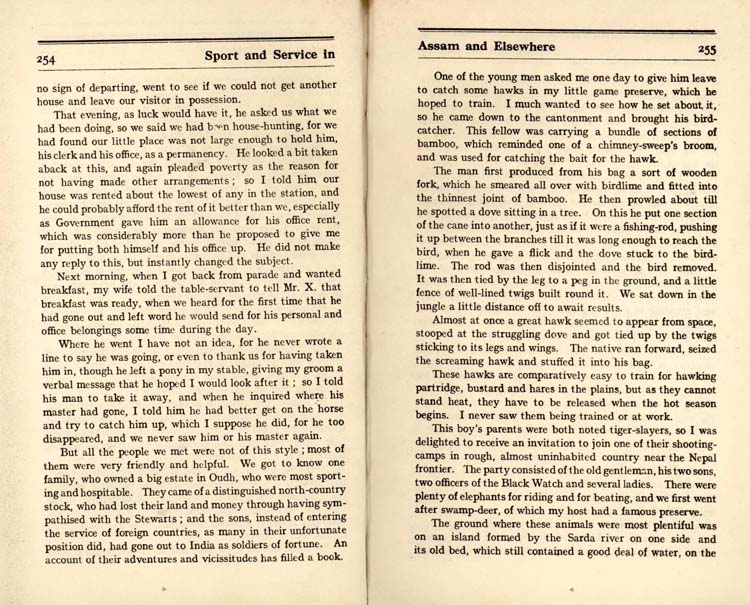 254 Sport and Service in
no sign of departing, went to see if we could not get another
house and leave our visitor in possession.
That evening, as luck would have it, he asked us what we
had been doing, so we said we had been house-hunting, for we
had found our little place was not large enough to hold him,
his clerk and his office, as a permanency. He looked a bit taken
aback at this, and again pleaded poverty as the reason for
not having made other arrangements; so I told him our
house was rented about the lowest of any in the station, and
he could probably afford the rent of it better than we, especially
as Government gave him an allowance for his office rent,
which was considerably more than he proposed to give me
for putting both himself and his office up. He did not make
any reply to this, but instantly changed the subject.
Next morning, when I got back from parade and wanted
breakfast, my wife told the table-servant to tell Mr. X. that
breakfast was ready, when we heard for the first time that he
had gone out and left word he would send for his personal and
office belongings some time during the day.
Where he went I have not an idea, for he never wrote a
line to say he was going, or even to thank us for having taken
him in, though he left a pony in my stable, giving my groom a
verbal message that he hoped I would look after it; so I told
his man to take it away, and when he inquired where his
master had gone, I told him he had better get on the horse
and try to catch him up, which I suppose he did, for he too
disappeared, and we never saw him or his master again.
But all the people we met were not of this style; most of
them were very friendly and helpful. We got to know one
family, who owned a big estate in Oudh, who were most sport-
ing and hospitable. They came of a distinguished north-country
stock, who had lost their land and money through having sym-
pathised with the Stewarts; and the sons, instead of entering
the service of foreign countries, as many in their unfortunate
position did, had gone out to India as soldiers of fortune. An
account of their adventures and vicissitudes has filled a book.
Assam and Elsewhere 255
One of the young men asked me one day to give him leave
to catch some hawks in my little game preserve, which he
hoped to train. I much wanted to see how he set about it,
so he came down to the cantonment and brought his bird-
catcher. This fellow was carrying a bundle of sections of
bamboo, which reminded one of a chimney-sweep's broom,
and was used for catching the bait for the hawk.
The man first produced from his bag a sort of wooden
fork, which he smeared all over with birdlime and fitted into
the thinnest joint of bamboo. He then prowled about till
he spotted a dove sitting in a tree. On this he put one section
of the cane into another, just as if it were a fishing-rod, pushing
it up between the branches till it was long enough to reach the
bird, when he gave a flick and the dove stuck to the bird-
lime. The rod was then disjointed and the bird removed.
It was then tied by the leg to a peg in the ground, and a little
fence of well-lined twigs built round it. We sat down in the
jungle a little distance off to await results.
Almost at once a great hawk seemed to appear from space,
stooped at the struggling dove and got tied up by the twigs
sticking to its legs and wings. The native ran forward, seized
the screaming hawk and stuffed it into his bag.
These hawks are comparatively easy to train for hawking
partridge, bustard and hares in the plains, but as they cannot
stand heat, they have to be released when the hot season
begins. I never saw them being trained or at work.
This boy's parents were both noted tiger-slayers, so I was
delighted to receive an invitation to join one of their shooting-
camps in rough, almost uninhabited country near the Nepal
frontier. The party consisted of the old gentleman, his two sons,
two officers of the Black Watch and several ladies. There were
plenty of elephants for riding and for beating, and we first went
after swamp-deer, of which my host had a famous preserve.
The ground where these animals were most plentiful was
on an island formed by the Sarda river on one side and
its old bed, which still contained a good deal of water, on the